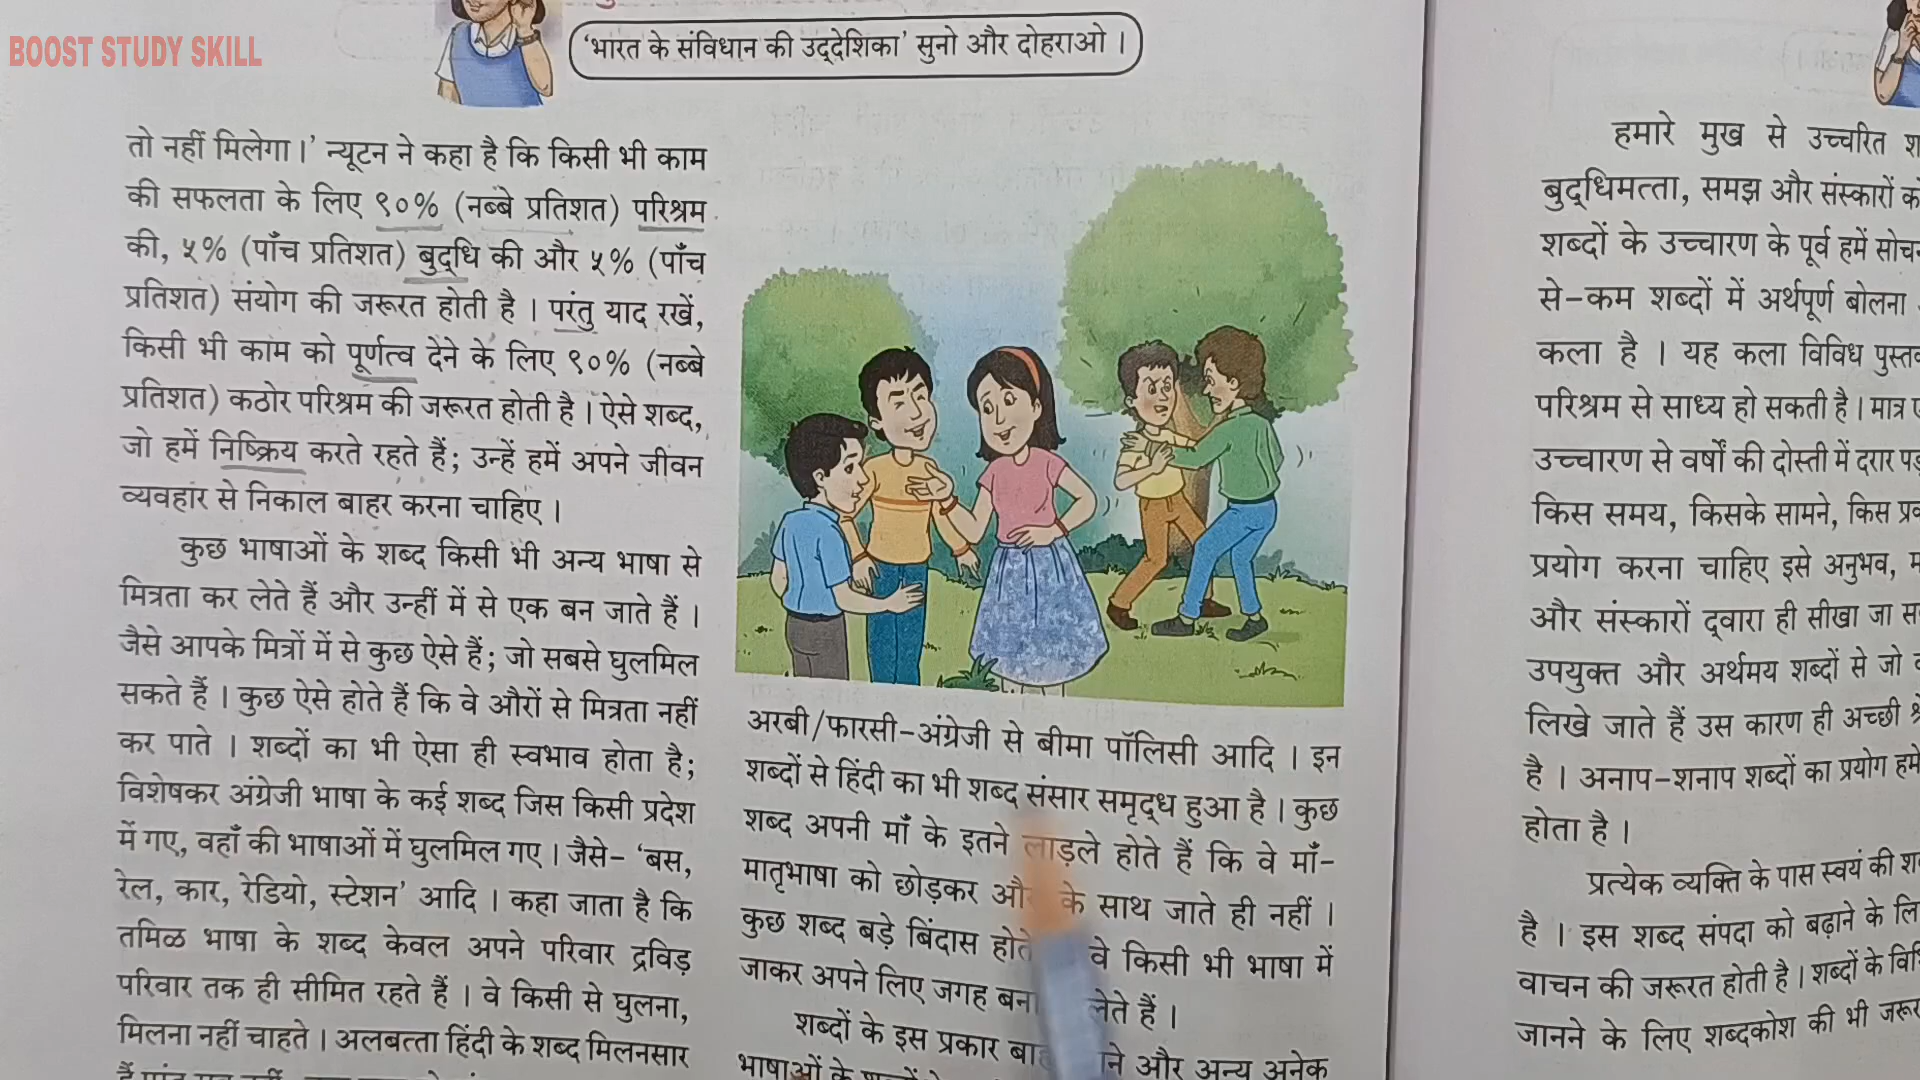 BOOST STUDY SKILL
‘भारत के संविधान की उद्देशिका’ सुनो और दोहराओ ।
तो नहीं मिलेगा ।’ न्यूटन ने कहा है कि किसी भी काम
की सफलता के लिए ९०% (नब्बे प्रतिशत) परिश्रम
की, ५% (पाँच प्रतिशत) बुद्धि की और ५% (पाँच
प्रतिशत) संयोग की जरूरत होती है । परंतु याद रखें,
किसी भी काम को पूर्णत्व देने के लिए ९०% (नब्बे
प्रतिशत) कठोर परिश्रम की जरूरत होती है । ऐसे शब्द,
जो हमें निष्क्रिय करते रहते हैं; उन्हें हमें अपने जीवन
व्यवहार से निकाल बाहर करना चाहिए ।
कुछ भाषाओं के शब्द किसी भी अन्य भाषा से
मित्रता कर लेते हैं और उन्हीं में से एक बन जाते हैं ।
जैसे आपके मित्रों में से कुछ ऐसे हैं; जो सबसे घुलमिल
सकते हैं । कुछ ऐसे होते हैं कि वे औरों से मित्रता नहीं
कर पाते । शब्दों का भी ऐसा ही स्वभाव होता है;
विशेषकर अंग्रेजी भाषा के कई शब्द जिस किसी प्रदेश
में गए, वहाँ की भाषाओं में घुलमिल गए । जैसे- ‘बस,
रेल, कार, रेडियो, स्टेशन’ आदि । कहा जाता है कि
तमिळ भाषा के शब्द केवल अपने परिवार द्रविड़
परिवार तक ही सीमित रहते हैं । वे किसी से घुलना,
मिलना नहीं चाहते । अलबत्ता हिंदी के शब्द मिलनसार
अरबी/फारसी-अंग्रेजी से बीमा पॉलिसी आदि । इन
शब्दों से हिंदी का भी शब्द संसार समृद्ध हुआ है । कुछ
शब्द अपनी माँ के इतने लाड़ले होते हैं कि वे माँ-
मातृभाषा को छोड़कर के साथ जाते ही नहीं ।
कुछ शब्द बड़े बिंदास वे किसी भी भाषा में
जाकर अपने लिए जगह लेते हैं ।
शब्दों के इस प्रकार और अन्य अनेक
भाषाओं के
हमारे मुख से उच्चरित
बुद्धिमत्ता, समझ और संस्कारों
शब्दों के उच्चारण के पूर्व हमें
से-कम शब्दों में अर्थपूर्ण बोलना
कला है । यह कला विविध
परिश्रम से साध्य हो सकती है । मात्र
उच्चारण से वर्षों की दोस्ती में दरार
किस समय, किसके सामने, किस
प्रयोग करना चाहिए इसे अनुभव,
और संस्कारों द्वारा ही सीखा जा
उपयुक्त और अर्थमय शब्दों से जो
लिखे जाते हैं उस कारण ही अच्छी
है । अनाप-शनाप शब्दों का प्रयोग
होता है ।
प्रत्येक व्यक्ति के पास स्वयं की
है । इस शब्द संपदा को बढ़ाने के
वाचन की जरूरत होती है । शब्दों के
जानने के लिए शब्दकोश की भी